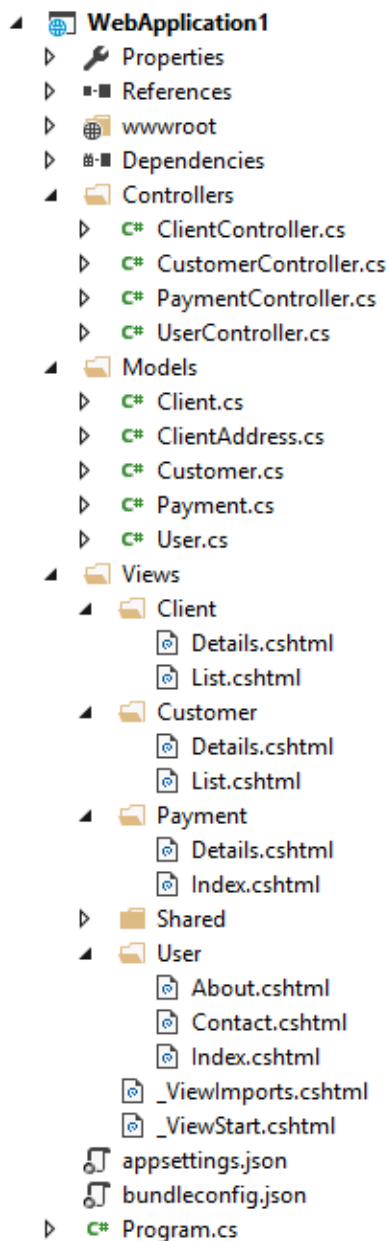 WebApplication1
Properties
References
wwwroot
Dependencies
Controllers
C# ClientController.cs
C# CustomerController.cs
C# PaymentController.cs
C# UserController.cs
Models
C# Client.cs
C# ClientAddress.cs
C# Customer.cs
C# Payment.cs
C# User.cs
Views
Client
Details.cshtml
List.cshtml
Customer
Details.cshtml
List.cshtml
Payment
Details.cshtml
Index.cshtml
Shared
User
About.cshtml
Contact.cshtml
Index.cshtml
_ViewImports.cshtml
_ViewStart.cshtml
appsettings.json
bundleconfig.json
C# Program.cs